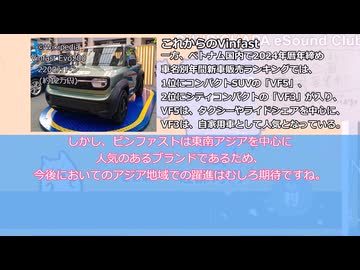 これからのVinfast
一方、ベトナム国内で2024年暦年締め
車名別年間新車販売ランキングでは、
1位にコンパクトSUVの「VF5」、
2位にシティコンパクトの「VF3」が入り、
VF5は、タクシーやライドシェアを中心に、
VF3は、自家用車として人気となっている。
しかし、ビンファストは東南アジアを中心に
人気のあるブランドであるため、
今後においてのアジア地域での躍進はむしろ期待ですね。